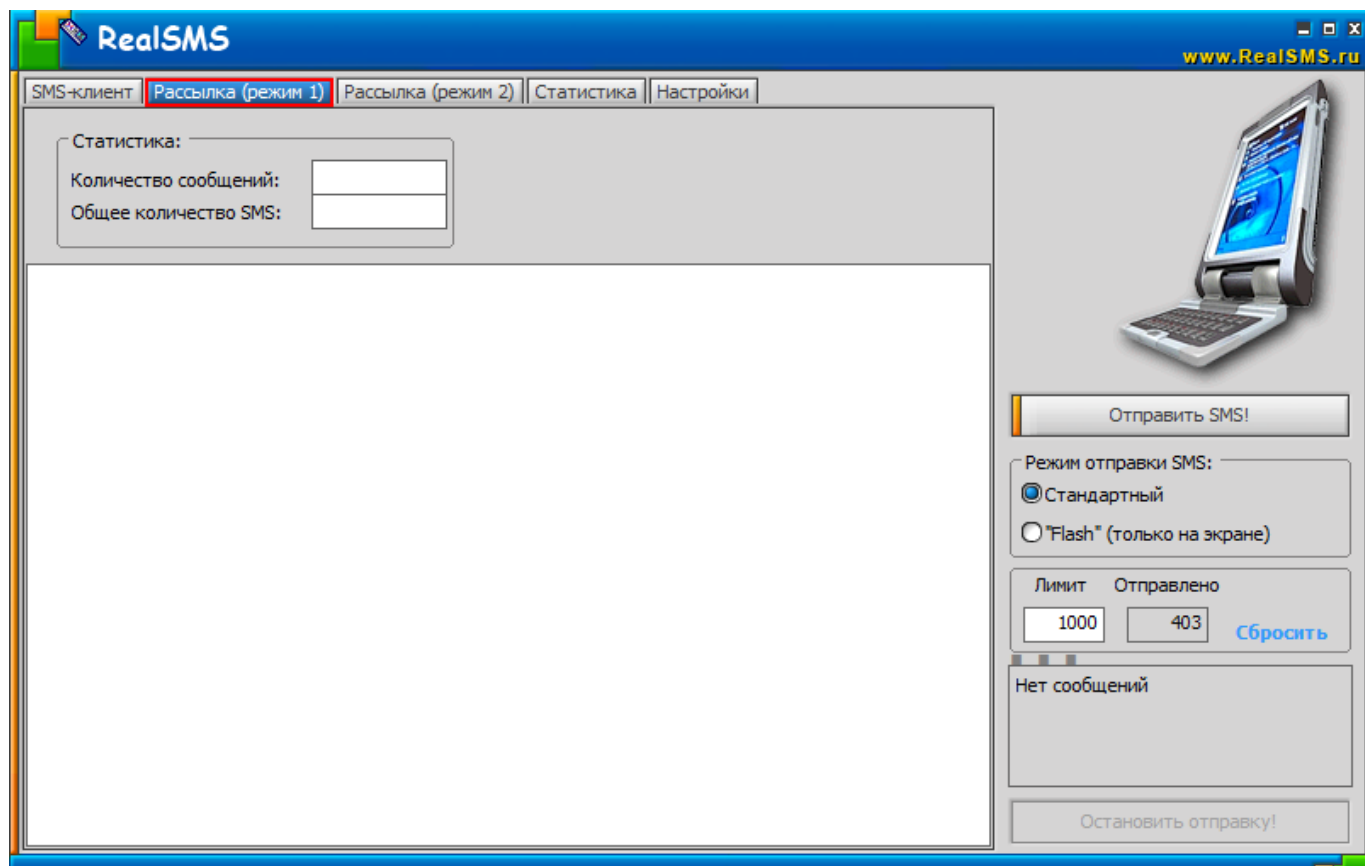 RealSMS
www.RealSMS.ru
SMS-клиент Рассылка (режим 1) Рассылка (режим 2) Статистика Настройки
Статистика:
Количество сообщений:
Общее количество SMS:
Отправить SMS!
Режим отправки SMS:
Стандартный
"Flash" (только на экране)
Лимит Отправлено
1000 403 Сбросить
Нет сообщений
Остановить отправку!